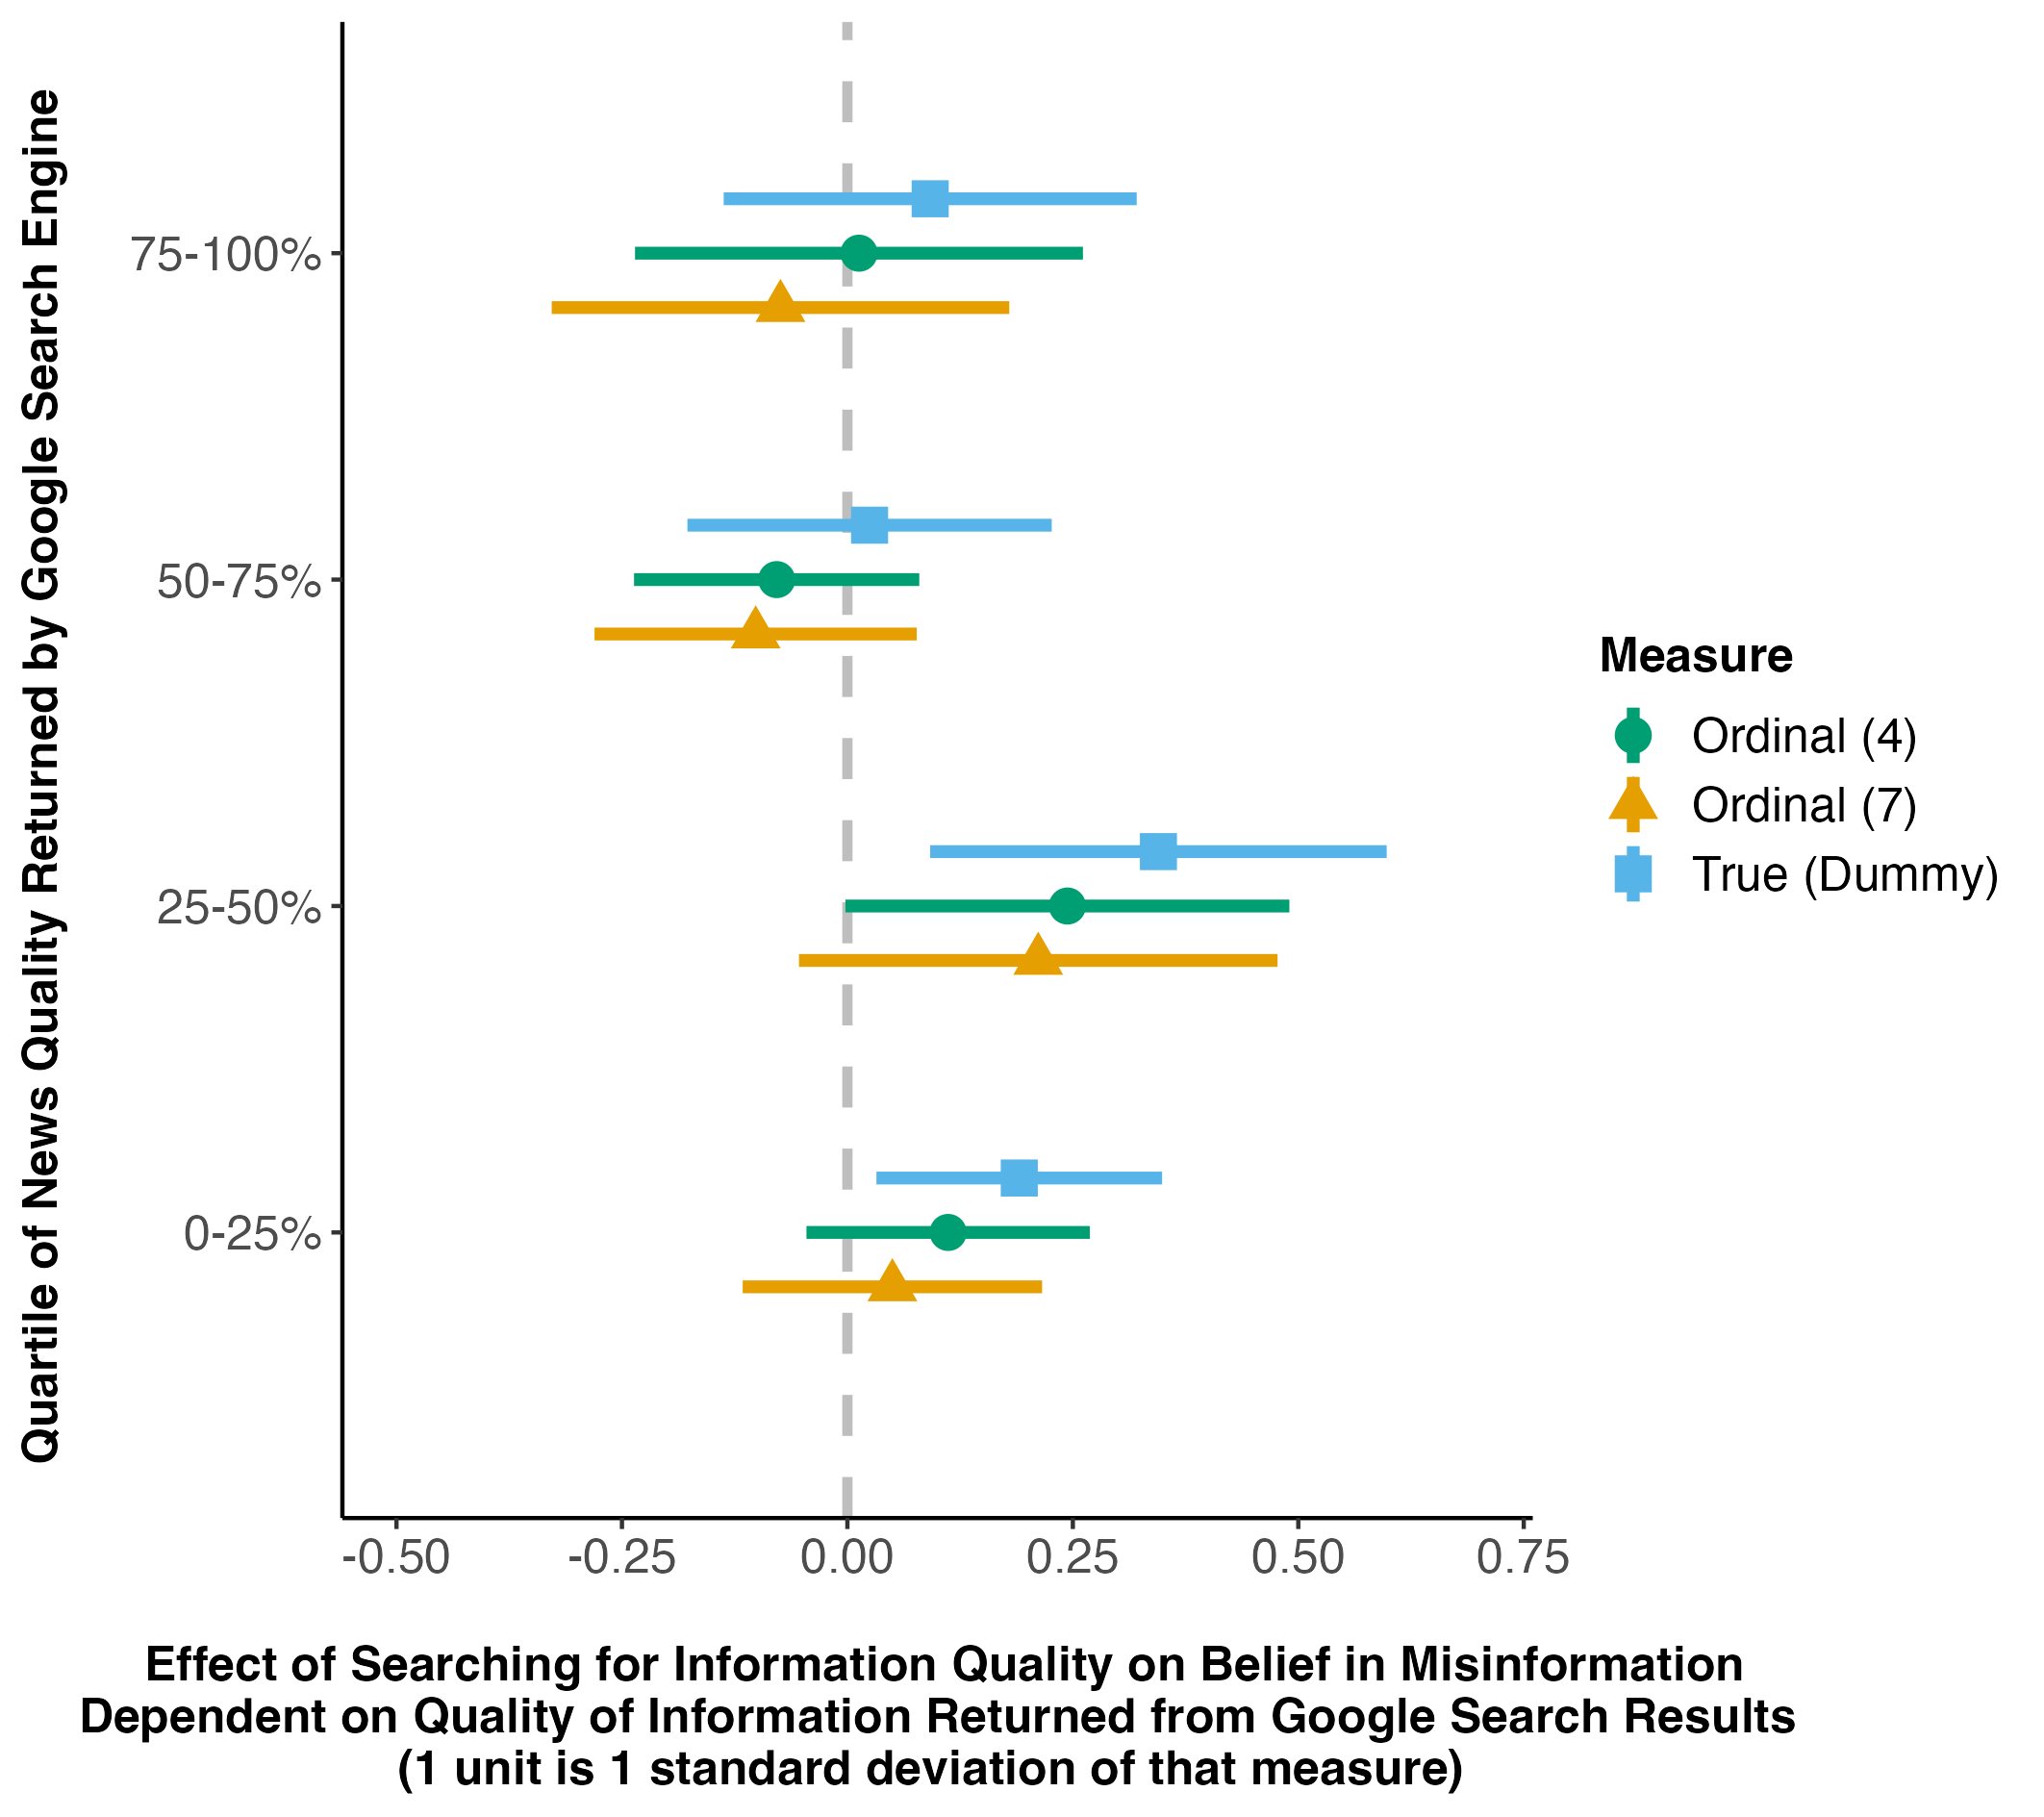 Quartile of News Quality Returned by Google Search Engine
75-100%
50-75%
25-50%
0-25%
-0.50
-0.25
0.00
0.25
0.50
0.75
Effect of Searching for Information Quality on Belief in Misinformation
Dependent on Quality of Information Returned from Google Search Results
(1 unit is 1 standard deviation of that measure)
Measure
Ordinal (4)
Ordinal (7)
True (Dummy)